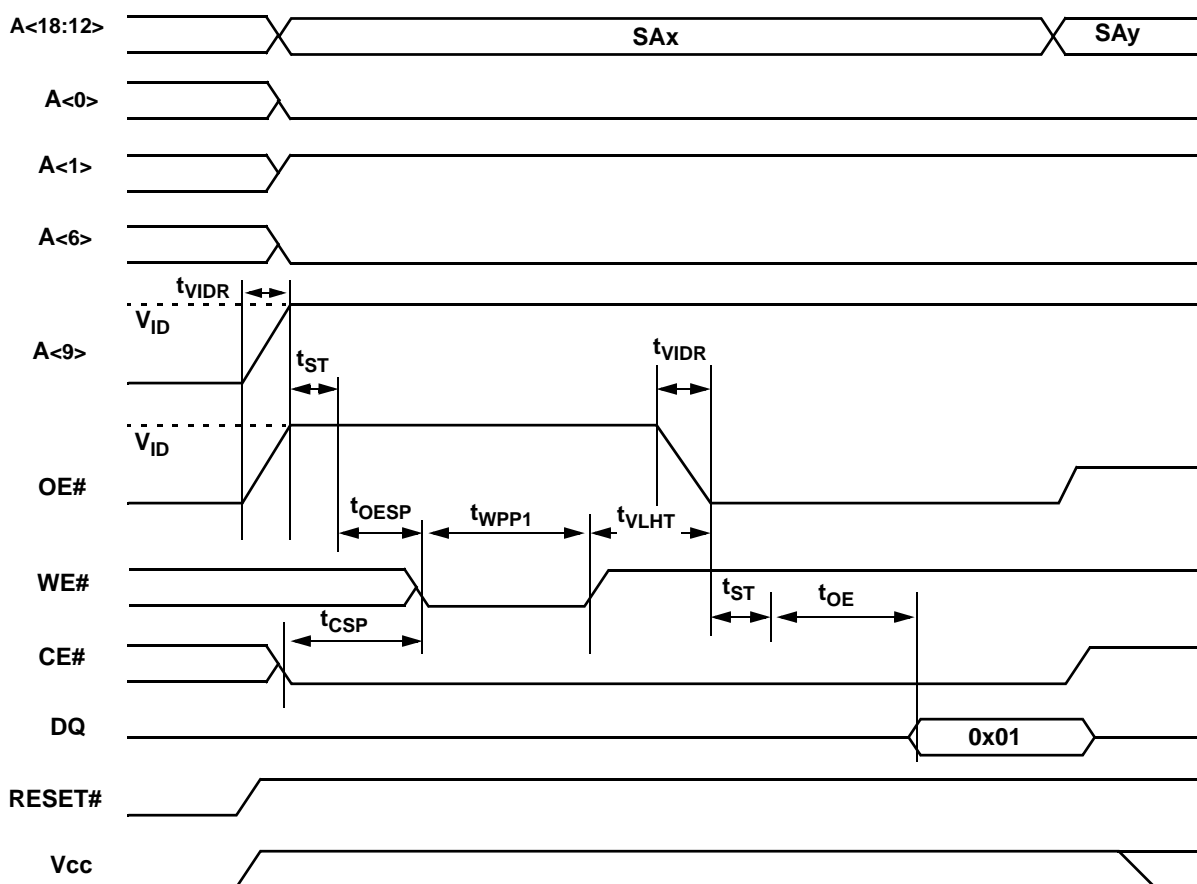 A<18:12>
SAx
SAy
A<0>
A<1>
A<6>
tVIDR
VID
A<9>
tST
tVIDR
VID
OE#
tOESP
tWPP1
tVLHT
WE#
tST
tOE
tCSP
CE#
DQ
0x01
RESET#
Vcc